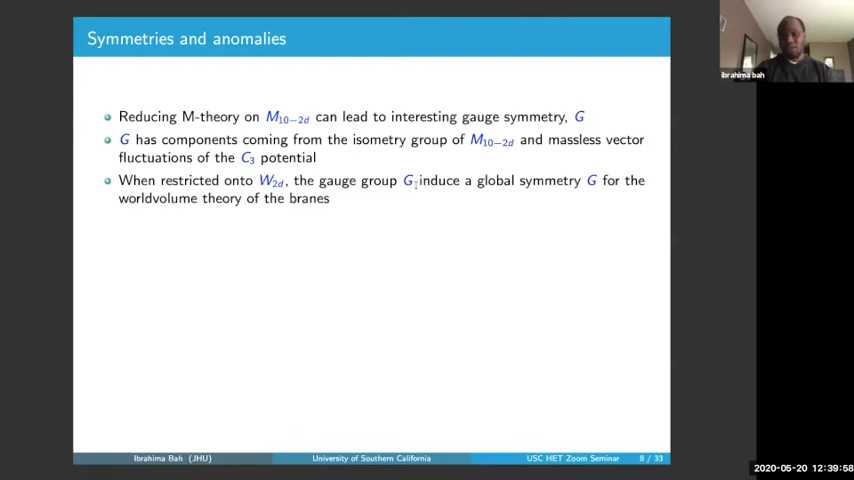 Symmetries and anomalies
Reducing M-theory on M10−2d can lead to interesting gauge symmetry, G
G has components coming from the isometry group of M10−2d and massless vector
fluctuations of the C3 potential
When restricted onto W2d, the gauge group G induce a global symmetry G for the
worldvolume theory of the branes
Ibrahima Bah (JHU) University of Southern California USC HET Zoom Seminar 8 / 33
ibrahima bah
2020-05-20 12:39:58